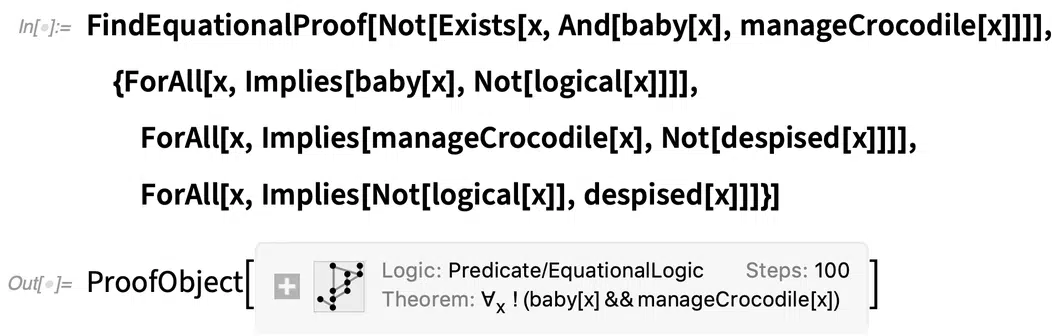 In[•]:= FindEquationalProof[Not[Exists[x, And[baby[x], manageCrocodile[x]]]],
{ForAll[x, Implies[baby[x], Not[logical[x]]]],
ForAll[x, Implies[manageCrocodile[x], Not[despised[x]]]],
ForAll[x, Implies[Not[logical[x]], despised[x]]]}]
Out[•]= ProofObject[ Logic: Predicate/EquationalLogic Steps: 100
Theorem: ∀x ! (baby[x] && manageCrocodile[x]) ]